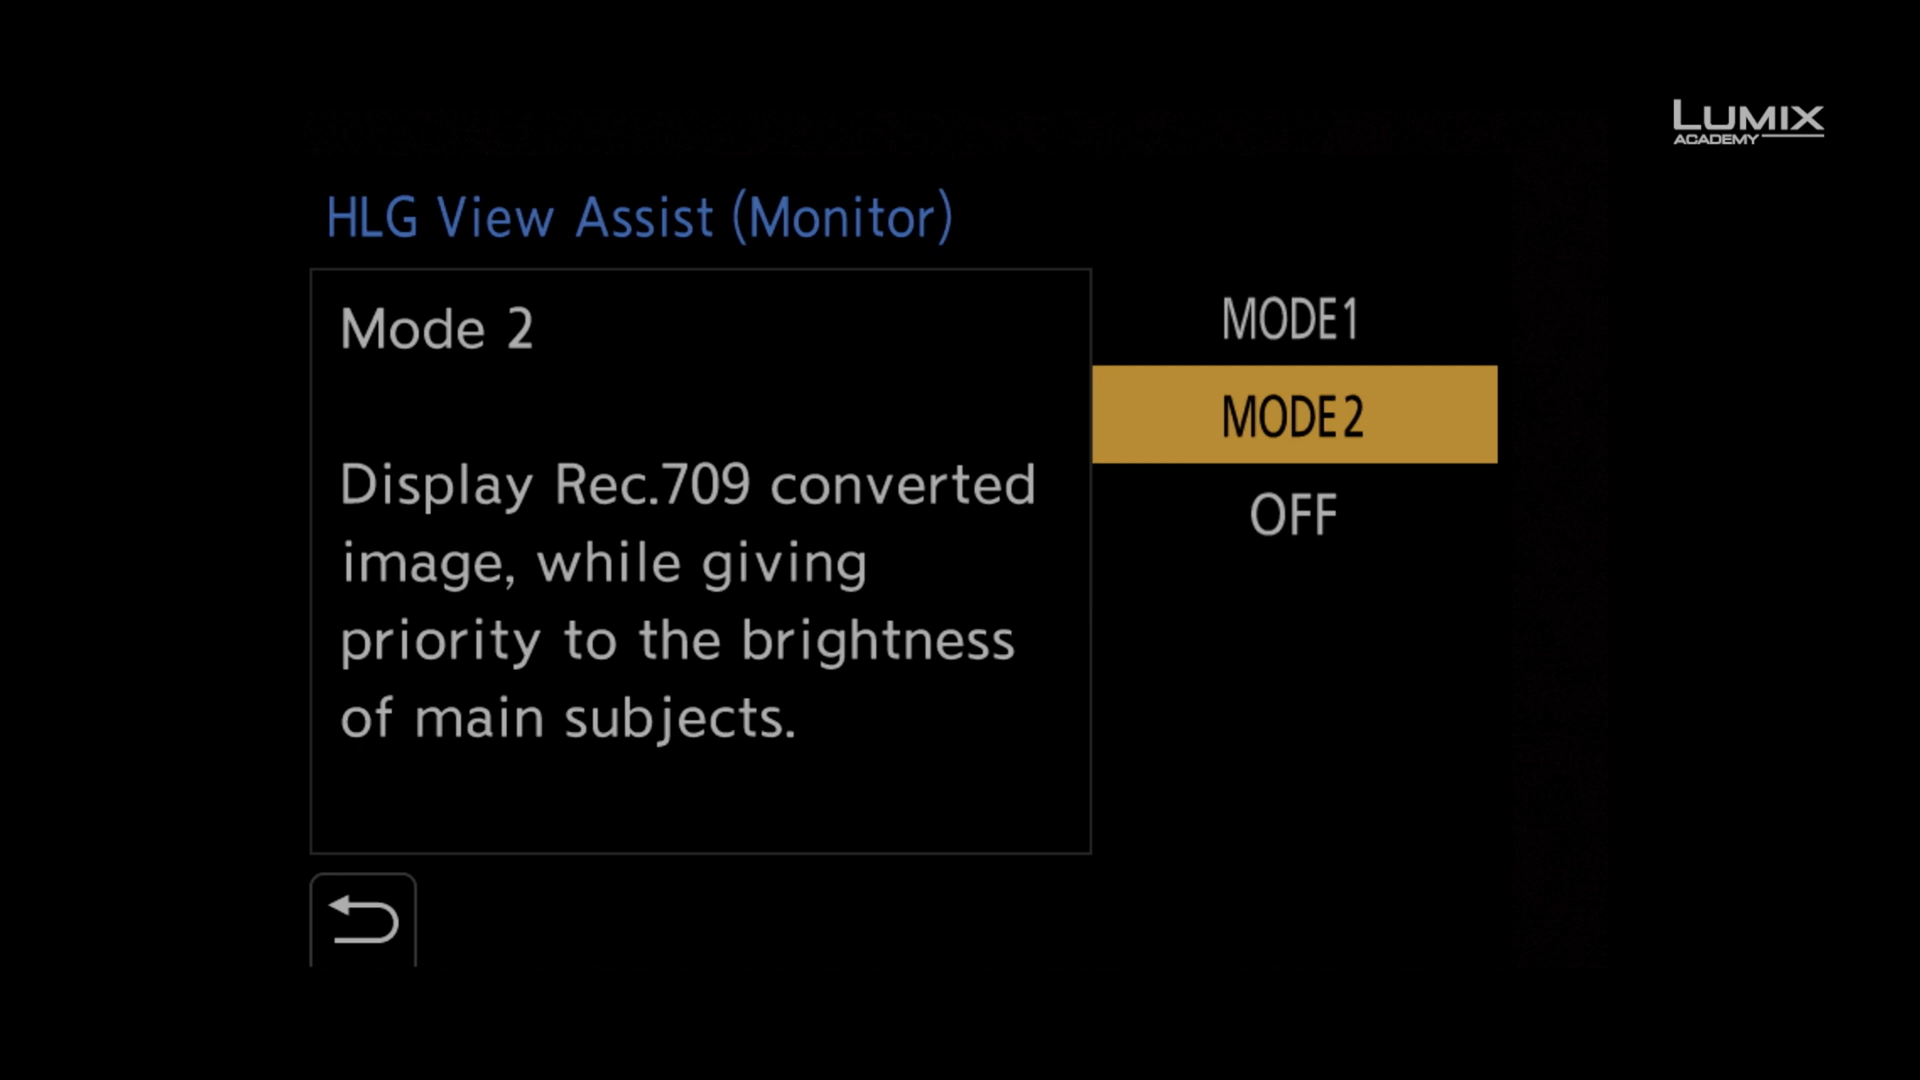 LUMIX
ACADEMY
HLG View Assist (Monitor)
Mode 2
Display Rec.709 converted
image, while giving
priority to the brightness
of main subjects.
MODE1
MODE2
OFF